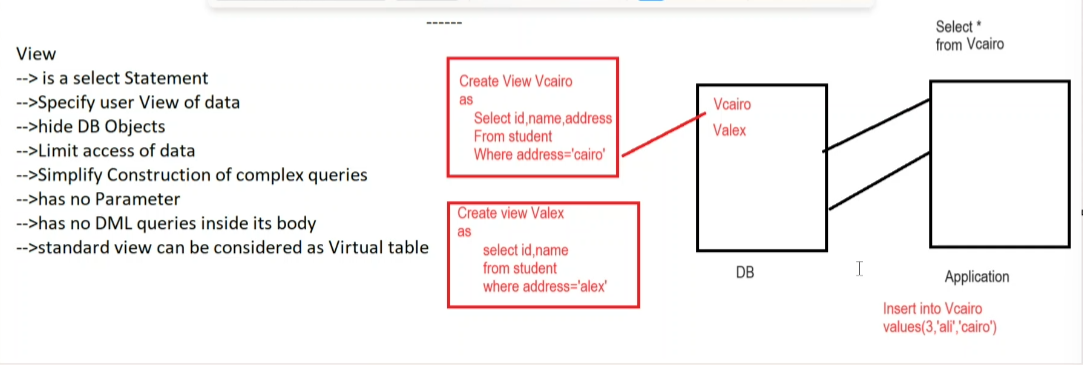 ------
View
--> is a select Statement
-->Specify user View of data
-->hide DB Objects
-->Limit access of data
-->Simplify Construction of complex queries
-->has no Parameter
-->has no DML queries inside its body
-->standard view can be considered as Virtual table
Create View Vcairo
as
Select id,name,address
From student
Where address='cairo'
Create view Valex
as
select id,name
from student
where address='alex'
Vcairo
Valex
DB
Select *
from Vcairo
Application
Insert into Vcairo
values(3,'ali','cairo')